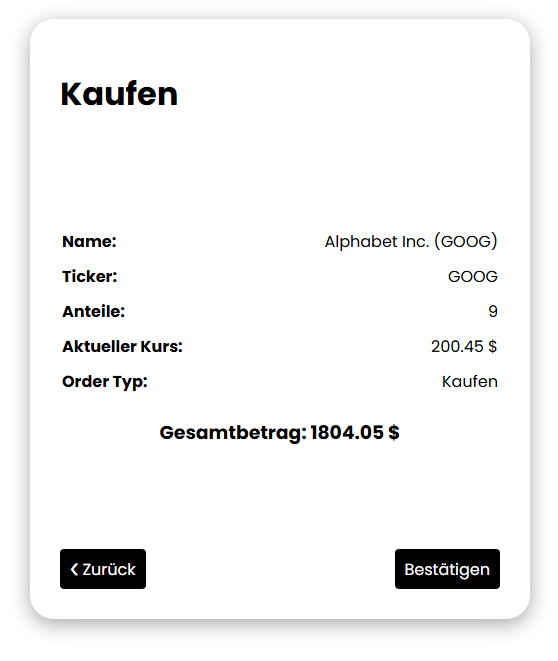 Kaufen
Name: Alphabet Inc. (GOOG)
Ticker: GOOG
Anteile: 9
Aktueller Kurs: 200.45 $
Order Typ: Kaufen
Gesamtbetrag: 1804.05 $
❮ Zurück Bestätigen